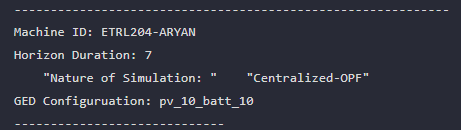 ------------------------------------------------------------
Machine ID: ETRL204-ARYAN
Horizon Duration: 7
    "Nature of Simulation: "    "Centralized-OPF"
GED Configuruation: pv_10_batt_10
-----------------------------